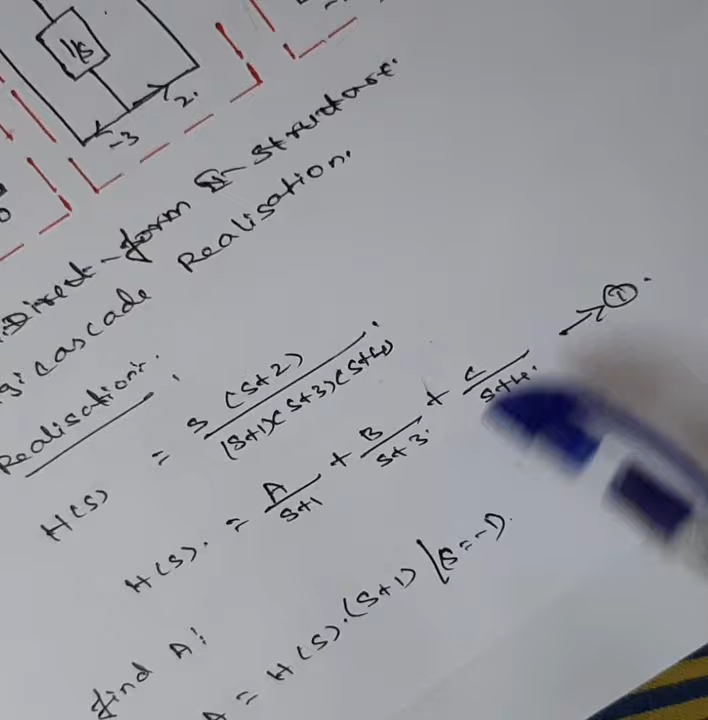 1/s
2.
-3
Direct-form II-structure.
cascade Realisation.
Realisation:.
H(s) = s (s+2) / (s+1)(s+3)(s+4)
H(s). = A/s+1 + B/s+3. + C/s+4. → ①.
find A:
A = H(s).(s+1) |s=-1).